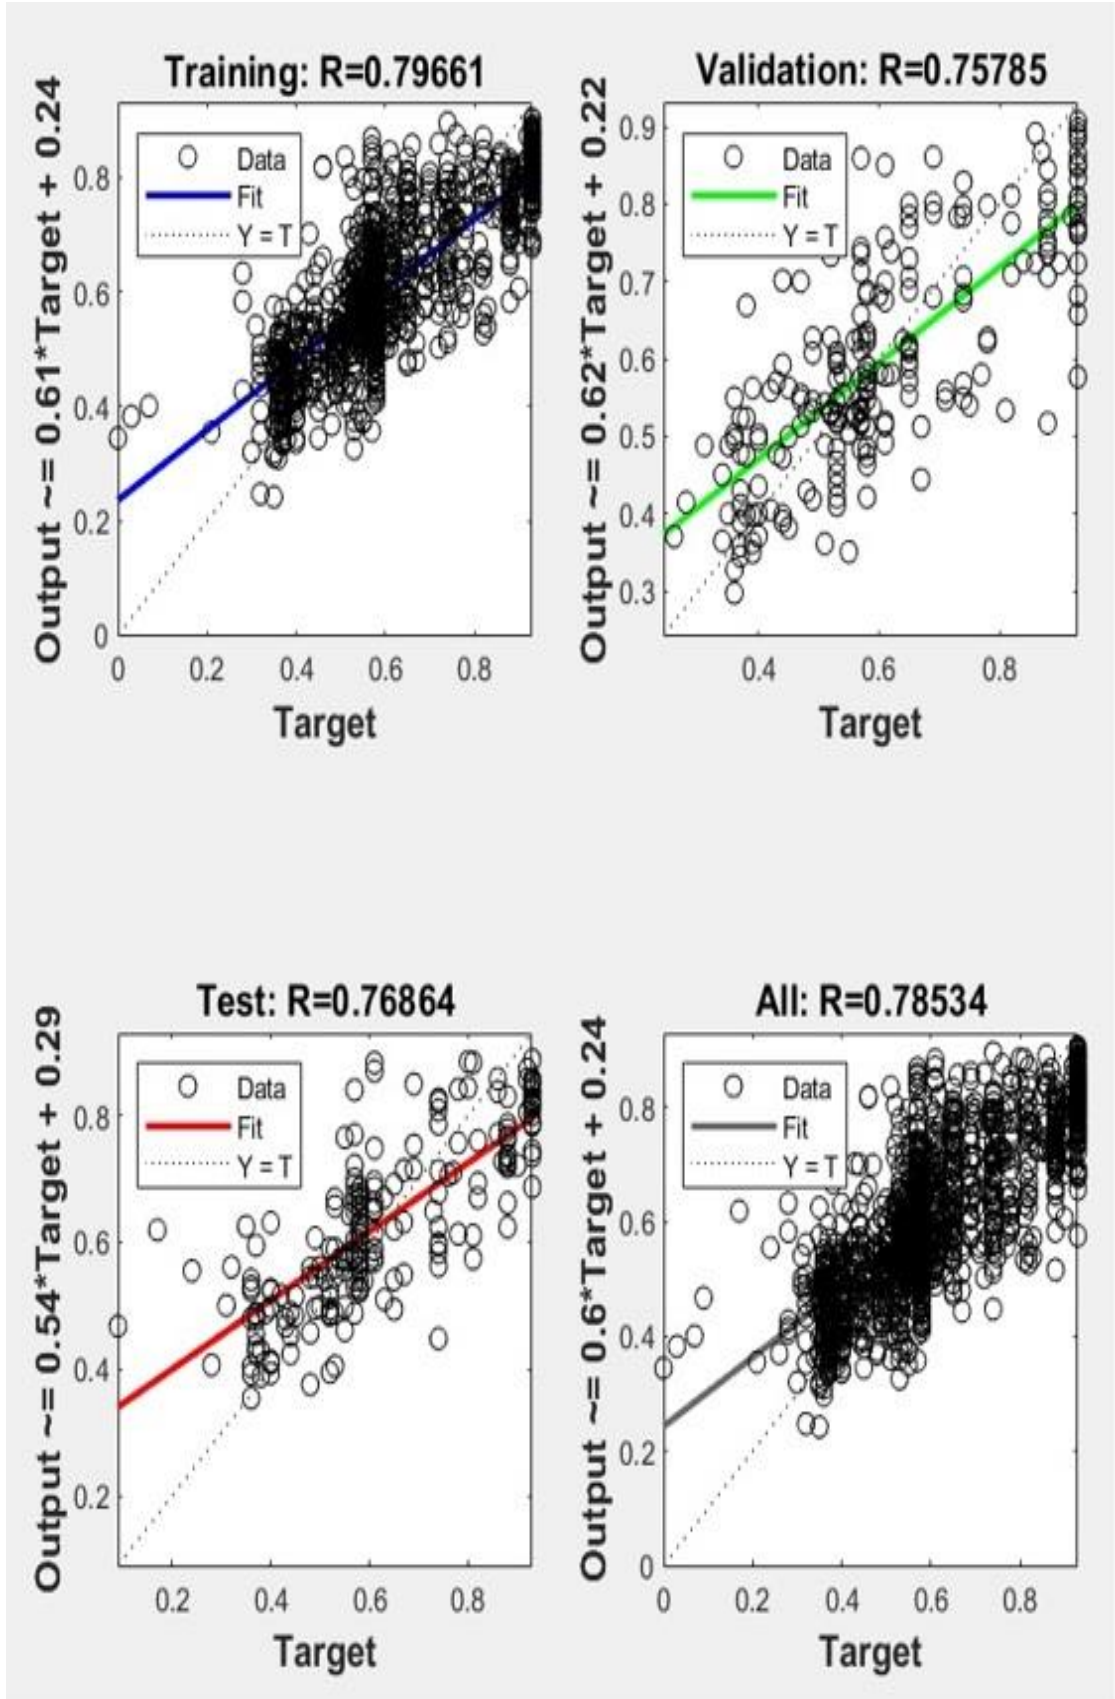 Training: R=0.79661
Output ~= 0.61*Target + 0.24
Data
Fit
Y = T
0.8
0.6
0.4
0.2
0
0 0.2 0.4 0.6 0.8
Target
Validation: R=0.75785
Output ~= 0.62*Target + 0.22
Data
Fit
Y = T
0.9
0.8
0.7
0.6
0.5
0.4
0.3
0.4 0.6 0.8
Target
Test: R=0.76864
Output ~= 0.54*Target + 0.29
Data
Fit
Y = T
0.8
0.6
0.4
0.2
0.2 0.4 0.6 0.8
Target
All: R=0.78534
Output ~= 0.6*Target + 0.24
Data
Fit
Y = T
0.8
0.6
0.4
0.2
0
0 0.2 0.4 0.6 0.8
Target